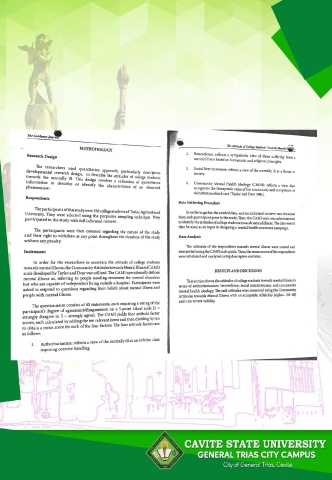 The Guidance Journal
METHODOLOGY
Research Design
The researchers used quantitative approach, particularly descriptive
developmental research design, to describe the attitudes of college students
towards the mentally ill. This design involves a collection of quantitative
information to describe or identify the characteristics of an observed
phenomenon.
Respondents
The participants of this study were 100 college students of Tarlac Agricultural
University. They were selected using the purposive sampling technique. They
participated in the study with full informed consent.
The participants were then oriented regarding the nature of the study
and their right to withdraw at any point throughout the duration of the study
without any penalty.
Instrument
In order for the researchers to ascertain the attitude of college students
towards mental illness, the Community Attitudes towards Mental Illness (CAMI)
scale developed by Taylor and Dear was utilized. The CAMI operationally defines
mental illness as, referring to people needing treatment for mental disorders
but who are capable of independent living outside a hospital. Participants were
asked to respond to questions regarding their beliefs about mental illness and
people with mental illness.
The questionnaire consists of 40 statements, each requiring a rating of the
participant's degree of agreement/disagreement on a 5-point Likert scale (1 –
strongly disagree to 5 – strongly agree). The CAMI yields four attitude factor
scores, each calculated by adding the ten relevant items and then dividing by ten
to obtain a mean score for each of the four factors. The four attitude factors are
as follows:
1. Authoritarianism: reflects a view of the mentally ill as an inferior class
requiring coercive handling.
The Attitude of College Students Towards Mental
2. Benevolence: reflects a sympathetic view of those suffering from a
mental illness based on humanistic and religious principles
3. Social Restrictiveness: reflects a view of the mentally ill as a threat to
society
4. Community Mental Health Ideology (CMHI): reflects a view that
recognizes the therapeutic value of the community and acceptance of
deinstitutionalized care (Taylor and Dear 1981).
Data Gathering Procedure
In order to gather the needed data, written informed consent was obtained
from each participant prior to the study. Then, the CAMI scale was administered
to identify the attitudes of college students towards mental illness. The data would
then be used as an input in designing a mental health awareness campaign.
Data Analysis
The attitudes of the respondents towards mental illness were scored and
interpreted using the CAMI scale guide. Then, the mean scores of the respondents
were tabulated and analyzed using descriptive statistics.
RESULTS AND DISCUSSION
This section shows the attitudes of college students towards mental illness in
terms of authoritarianism, benevolence, social restrictiveness, and community
mental health ideology. The said attitudes were measured using the Community
Attitudes towards Mental Illness with an acceptable reliability
and concurrent validity.
CAVITE STATE UNIVERSITY
GENERAL TRIAS CITY CAMPUS
City of General Trias, Cavite